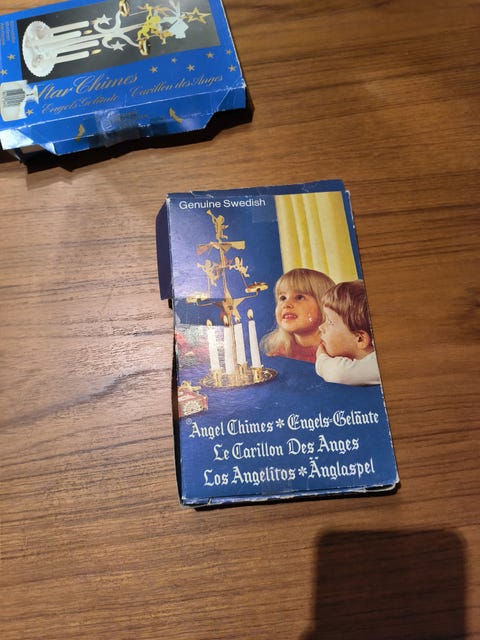 Star Chimes
Engels Geläute · Carillon des Anges
Genuine Swedish
®Angel Chimes * Engels-Geläute
Le Carillon Des Anges
Los Angelitos * Änglaspel